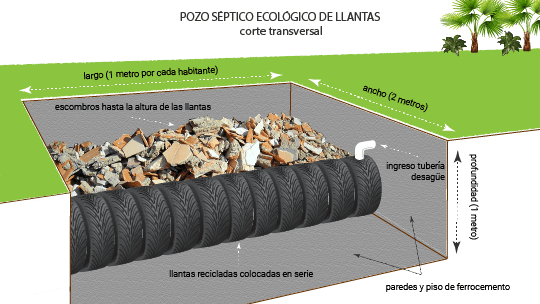 POZO SÉPTICO ECOLÓGICO DE LLANTAS
corte transversal
largo (1 metro por cada habitante)
ancho (2 metros)
escombros hasta la altura de las llantas
ingreso tubería
desagüe
profundidad (1 metro)
llantas recicladas colocadas en serie
paredes y piso de ferrocemento